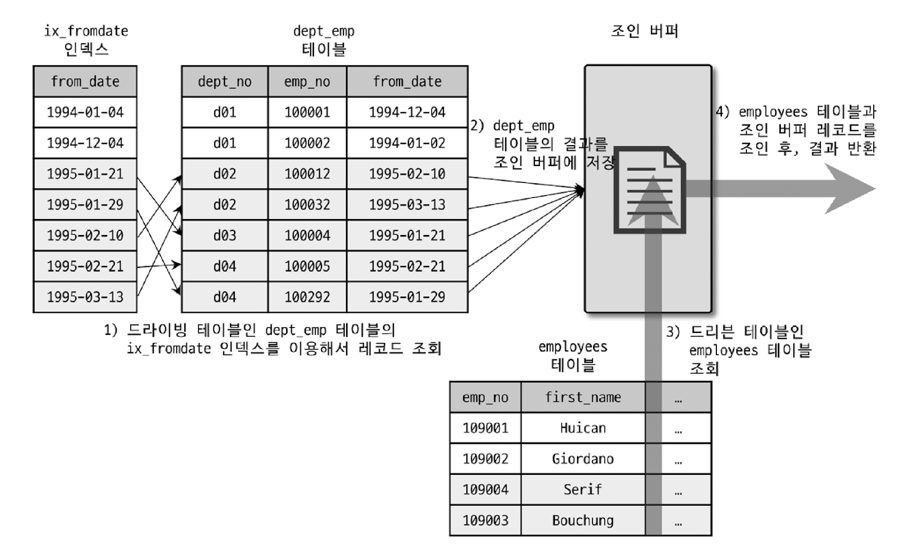 ix_fromdate
인덱스
from_date
1994-01-04
1994-12-04
1995-01-21
1995-01-29
1995-02-10
1995-02-21
1995-03-13
dept_emp
테이블
dept_no emp_no from_date
d01 100001 1994-12-04
d01 100002 1994-01-02
d02 100012 1995-02-10
d02 100032 1995-03-13
d03 100004 1995-01-21
d04 100005 1995-02-21
d04 100292 1995-01-29
1) 드라이빙 테이블인 dept_emp 테이블의
ix_fromdate 인덱스를 이용해서 레코드 조회
2) dept_emp
테이블의 결과를
조인 버퍼에 저장
조인 버퍼
4) employees 테이블과
조인 버퍼 레코드를
조인 후, 결과 반환
3) 드리븐 테이블인
employees 테이블
조회
employees
테이블
emp_no first_name …
109001 Huican …
109002 Giordano …
109004 Serif …
109003 Bouchung …